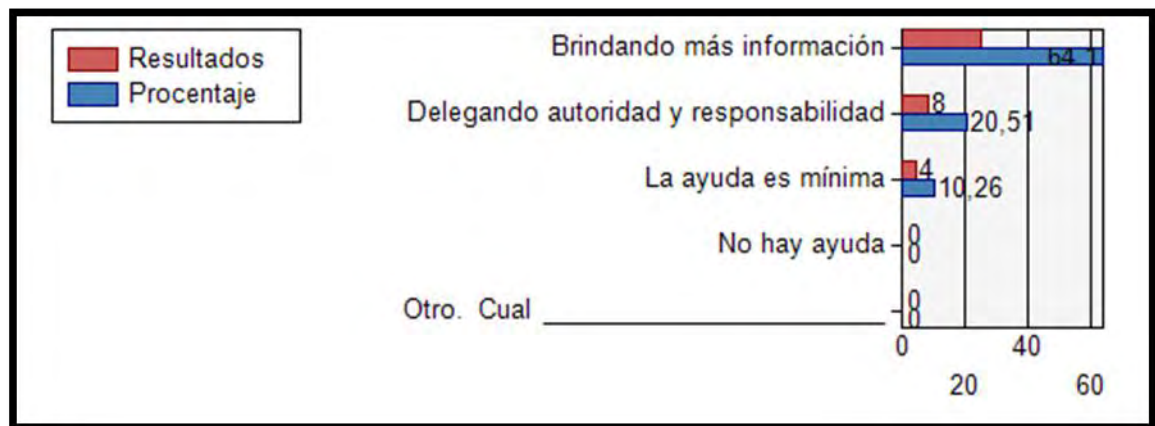 Resultados
Procentaje
Brindando más información
64,1
Delegando autoridad y responsabilidad
8
20,51
La ayuda es mínima
4
10,26
No hay ayuda
0
0
Otro. Cual
0
0
0
40
20
60